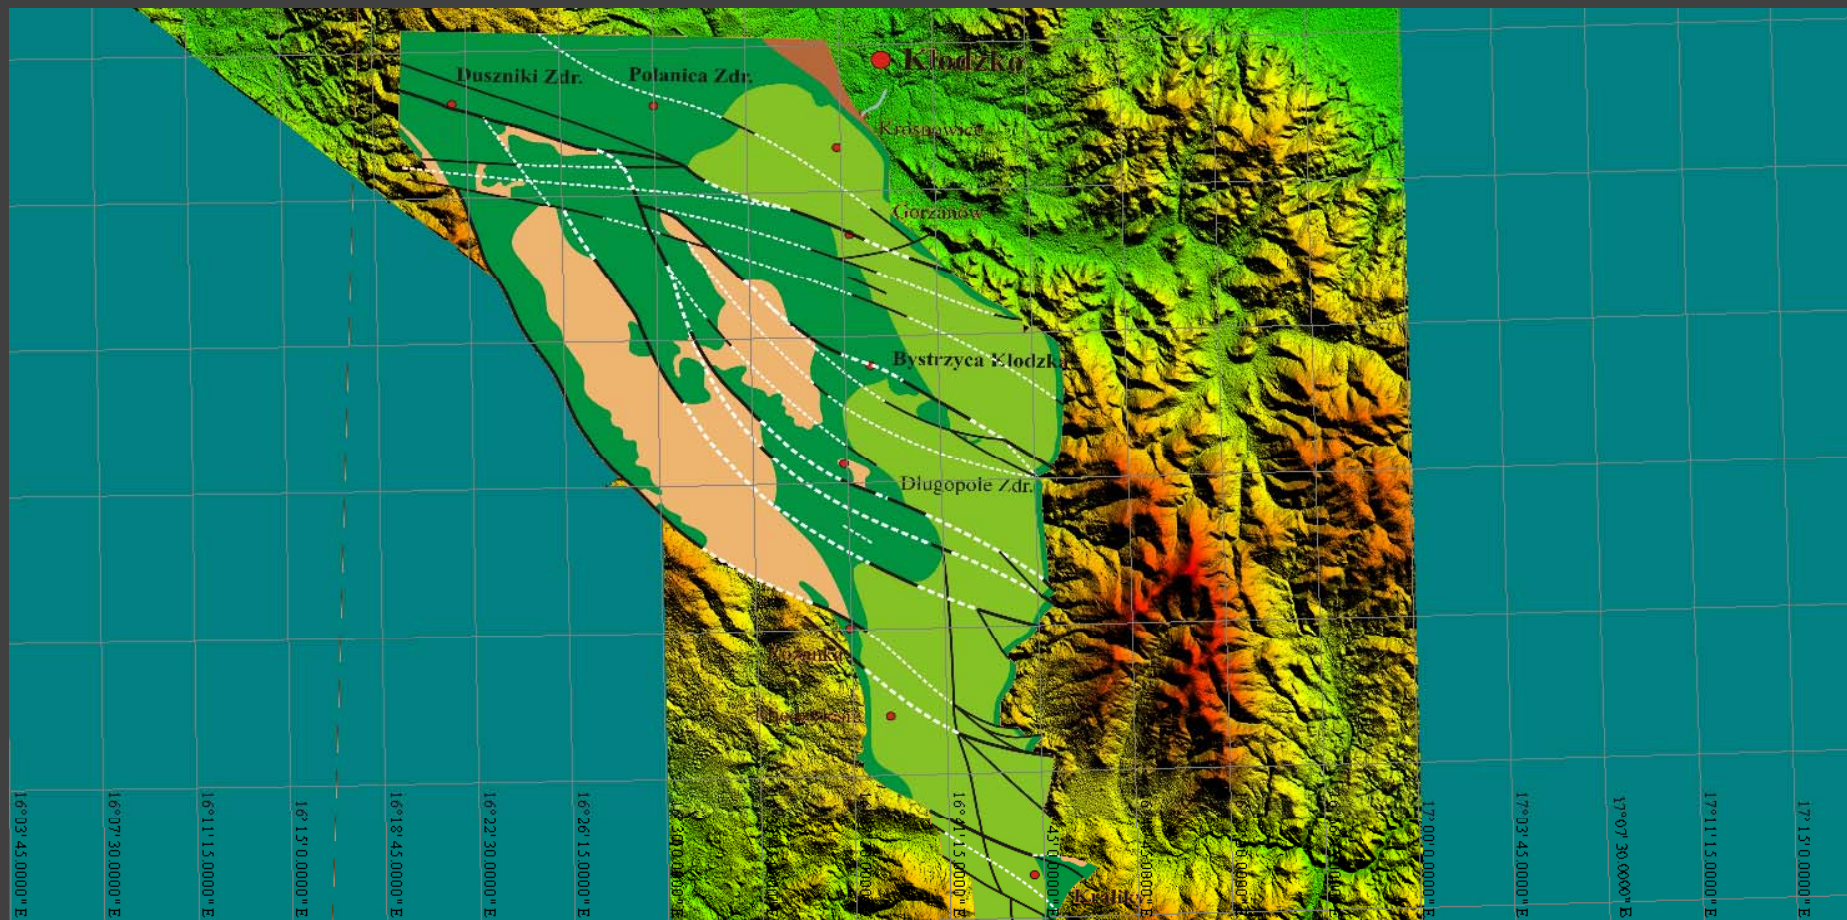 Kłodzko
Duszniki Zdr.
Polanica Zdr.
Krosnowice
Gorzanów
Bystrzyca Kłodzka
Długopole Zdr.
Kraliky
16°03'45.0000"E
16°07'30.0000"E
16°11'15.0000"E
16°15'0.0000"E
16°18'45.0000"E
16°22'30.0000"E
16°26'15.0000"E
17°00'0.0000"E
17°03'45.0000"E
17°07'30.0000"E
17°11'15.0000"E
17°15'0.0000"E